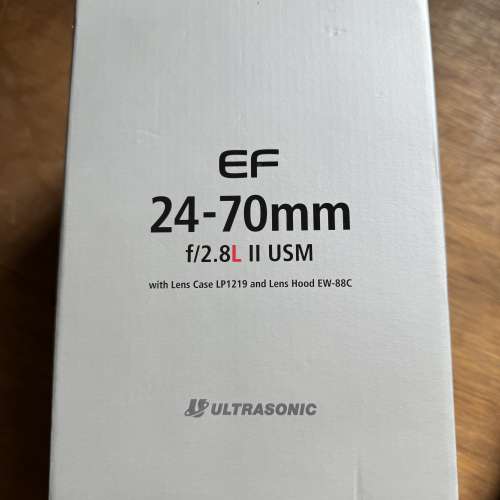 EF
24-70mm
f/2.8L II USM
with Lens Case LP1219 and Lens Hood EW-88C
ULTRASONIC